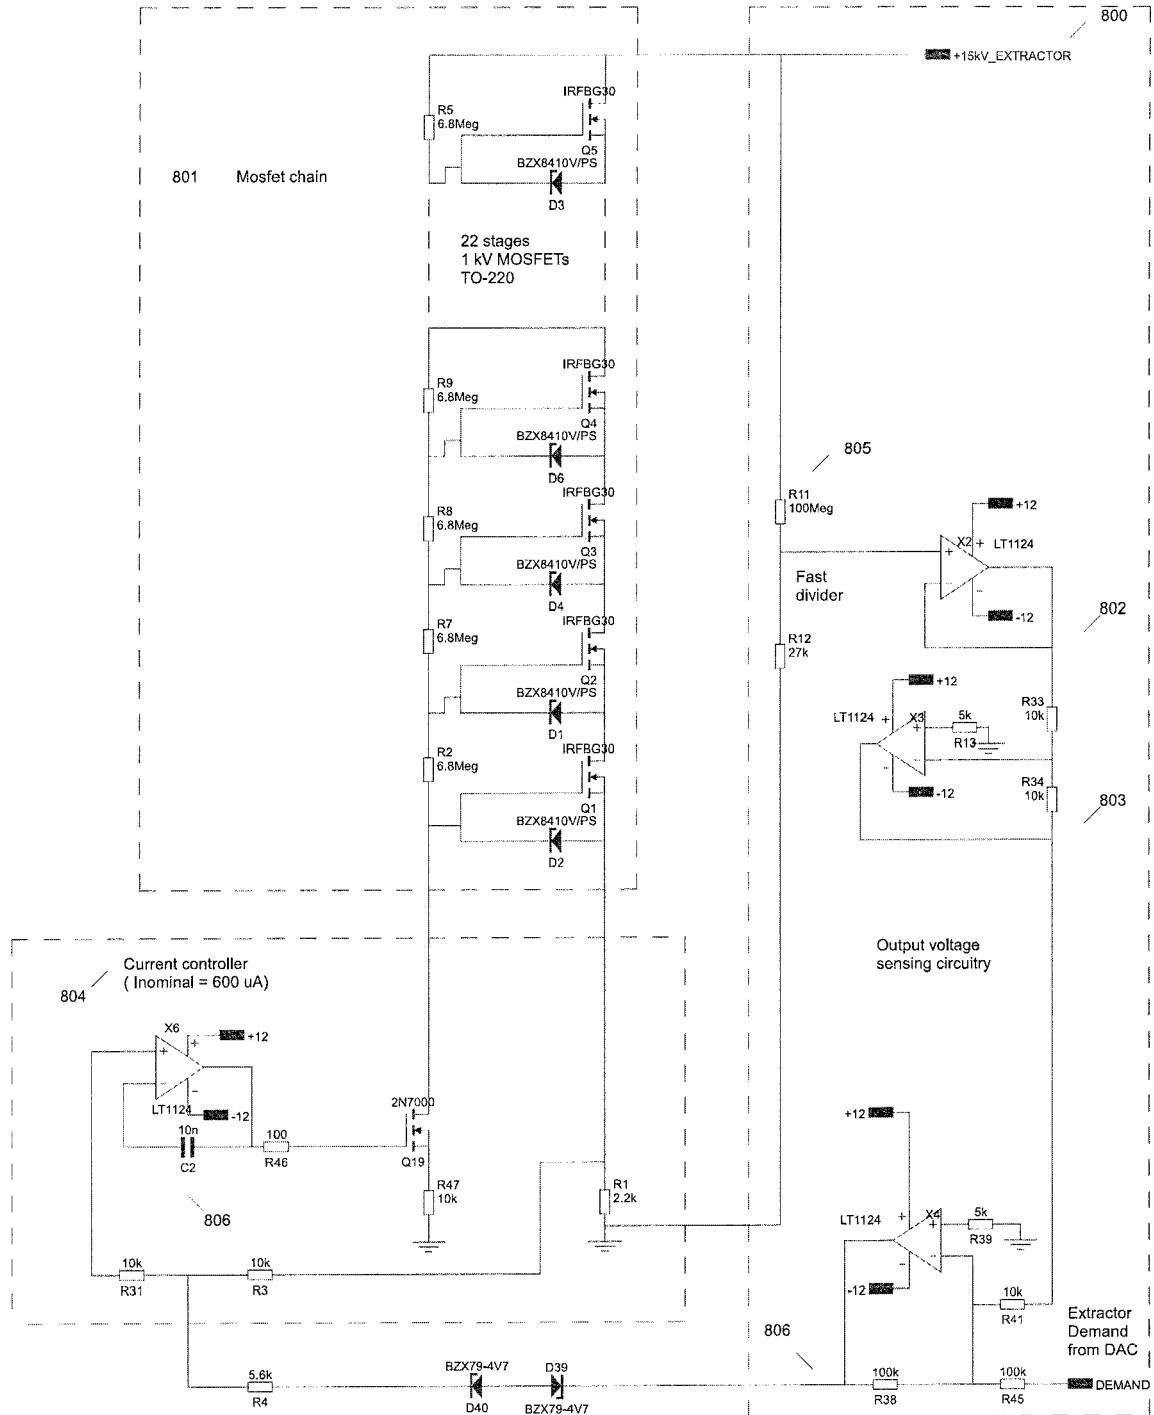 800
+15kV_EXTRACTOR
IRFBG30
R5
6.8Meg
Q5
BZX8410V/PS
D3
801 Mosfet chain
22 stages
1 kV MOSFETs
TO-220
IRFBG30
R9
6.8Meg
Q4
BZX8410V/PS
D6
IRFBG30
R8
6.8Meg
Q3
BZX8410V/PS
D4
IRFBG30
R7
6.8Meg
Q2
BZX8410V/PS
D1
IRFBG30
R2
6.8Meg
Q1
BZX8410V/PS
D2
805
R11
100Meg
+12
X2
+
LT1124
+
-
-
-12
Fast
divider
802
R12
27k
+12
LT1124
+
X3
+
5k
R13
-
-
-12
R33
10k
R34
10k
803
Output voltage
sensing circuitry
Current controller
( Inominal = 600 uA)
804
X6
+12
+
+
-
-
LT1124
-12
10n
C2
100
R46
2N7000
Q19
R47
10k
R1
2.2k
806
10k
R31
10k
R3
+12
LT1124
+
X4
+
5k
R39
-
-
-12
10k
R41
Extractor
Demand
from DAC
806
5.6k
R4
BZX79-4V7
D40
D39
BZX79-4V7
100k
R38
100k
R45
DEMAND